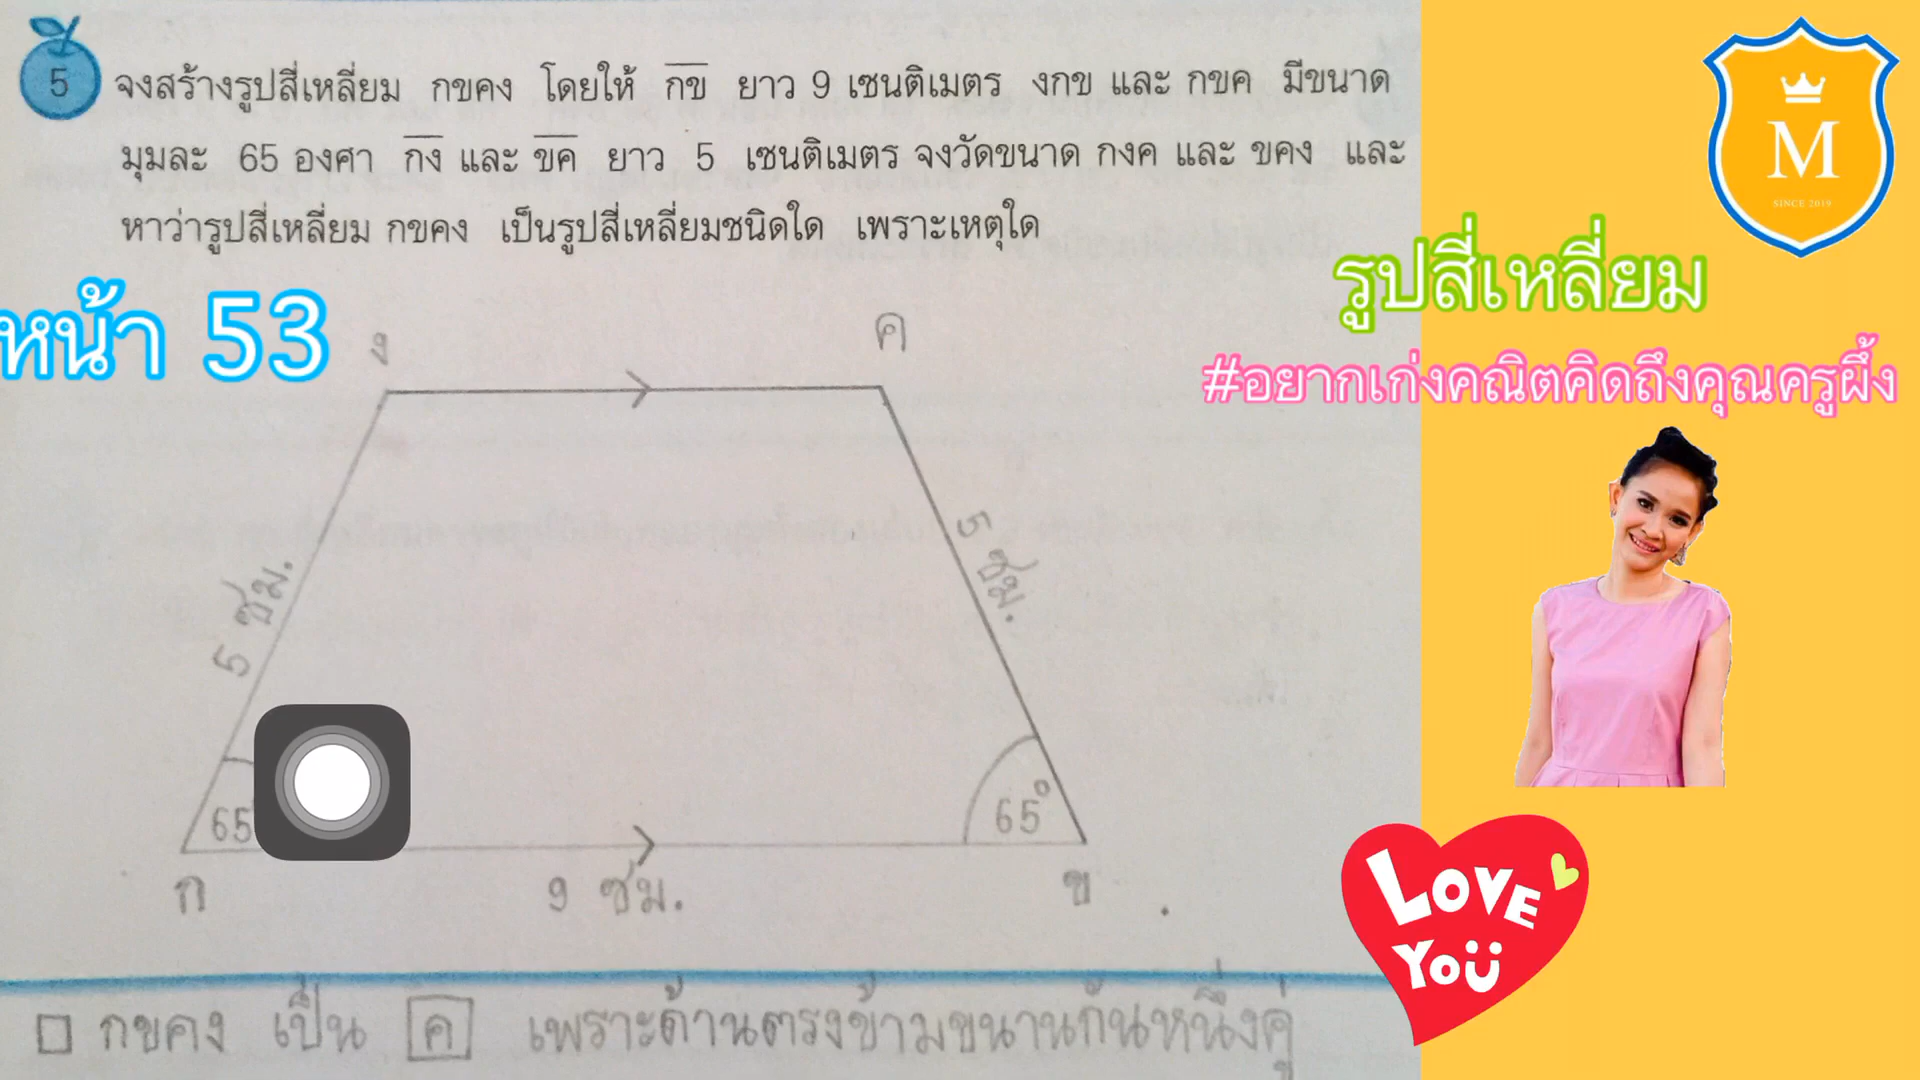 5 จงสร้างรูปสี่เหลี่ยม กขคง โดยให้ กข ยาว 9 เซนติเมตร งกข และ กขค มีขนาด
มุมละ 65 องศา กง และ ขค ยาว 5 เซนติเมตร จงวัดขนาด กงค และ ขคง และ
หาว่ารูปสี่เหลี่ยม กขคง เป็นรูปสี่เหลี่ยมชนิดใด เพราะเหตุใด
M
SINCE 2019
รูปสี่เหลี่ยม
#อยากเก่งคณิตคิดถึงคุณครูผึ้ง
หน้า 53
ง
ค
5 ซม.
5 ซม.
65
65°
ก
9 ซม.
ข
LOVE
YOU
กขคง เป็น ค เพราะด้านตรงข้ามขนานกันหนึ่งคู่